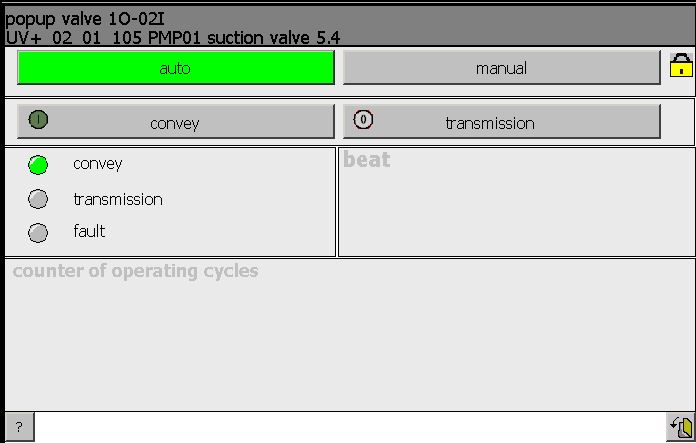 popup valve 1O-02I
UV+ 02 01 105 PMP01 suction valve 5.4
auto
manual
I
convey
0
transmission
convey
beat
transmission
fault
counter of operating cycles
?